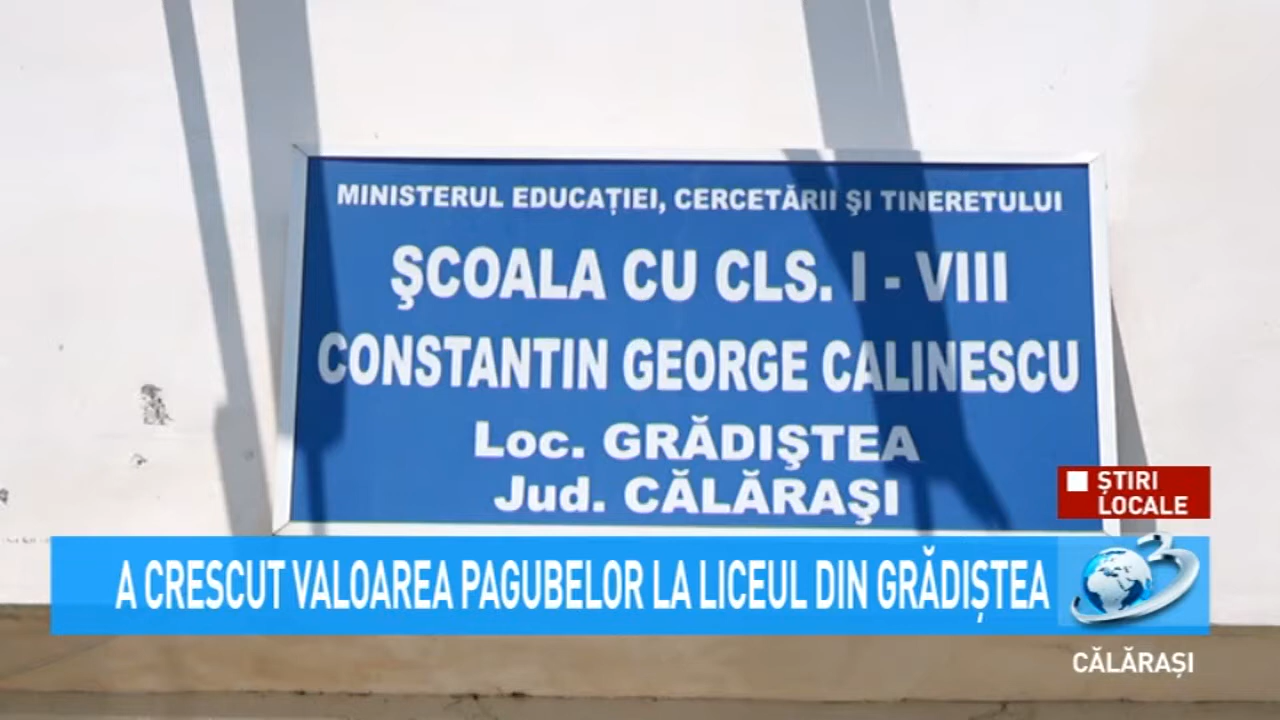 MINISTERUL EDUCAȚIEI, CERCETĂRII ŞI TINERETULUI
ŞCOALA CU CLS. I - VIII
CONSTANTIN GEORGE CALINESCU
Loc. GRĂDIŞTEA
Jud. CĂLĂRAŞI
ȘTIRI
LOCALE
A CRESCUT VALOAREA PAGUBELOR LA LICEUL DIN GRĂDIȘTEA
3
CĂLĂRAȘI